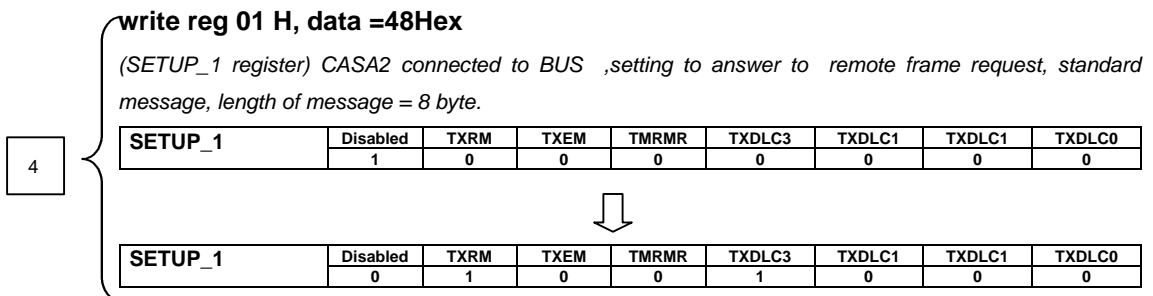 write reg 01 H, data =48Hex
(SETUP_1 register) CASA2 connected to BUS ,setting to answer to remote frame request, standard
message, length of message = 8 byte.
4
SETUP_1 Disabled TXRM TXEM TMRMR TXDLC3 TXDLC1 TXDLC1 TXDLC0
1 0 0 0 0 0 0 0
SETUP_1 Disabled TXRM TXEM TMRMR TXDLC3 TXDLC1 TXDLC1 TXDLC0
0 1 0 0 1 0 0 0